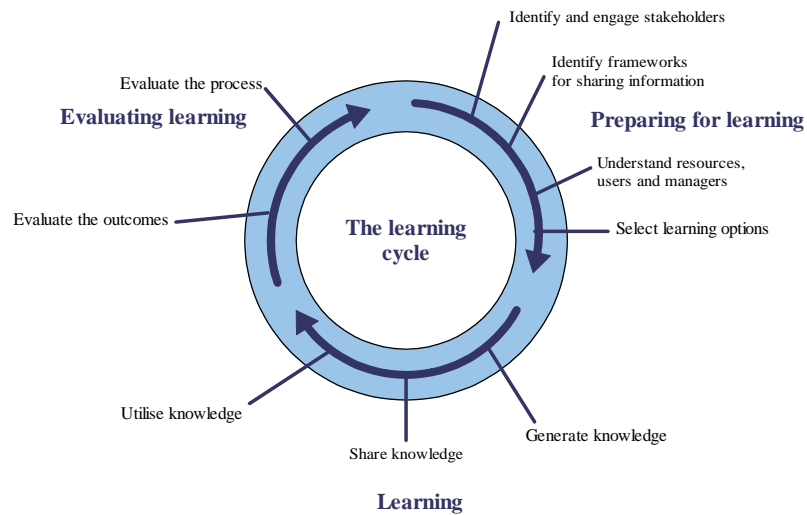 Identify and engage stakeholders
Identify frameworks
for sharing information
Preparing for learning
Understand resources,
users and managers
Select learning options
Generate knowledge
Share knowledge
Utilise knowledge
Learning
Evaluate the outcomes
Evaluating learning
Evaluate the process
The learning
cycle